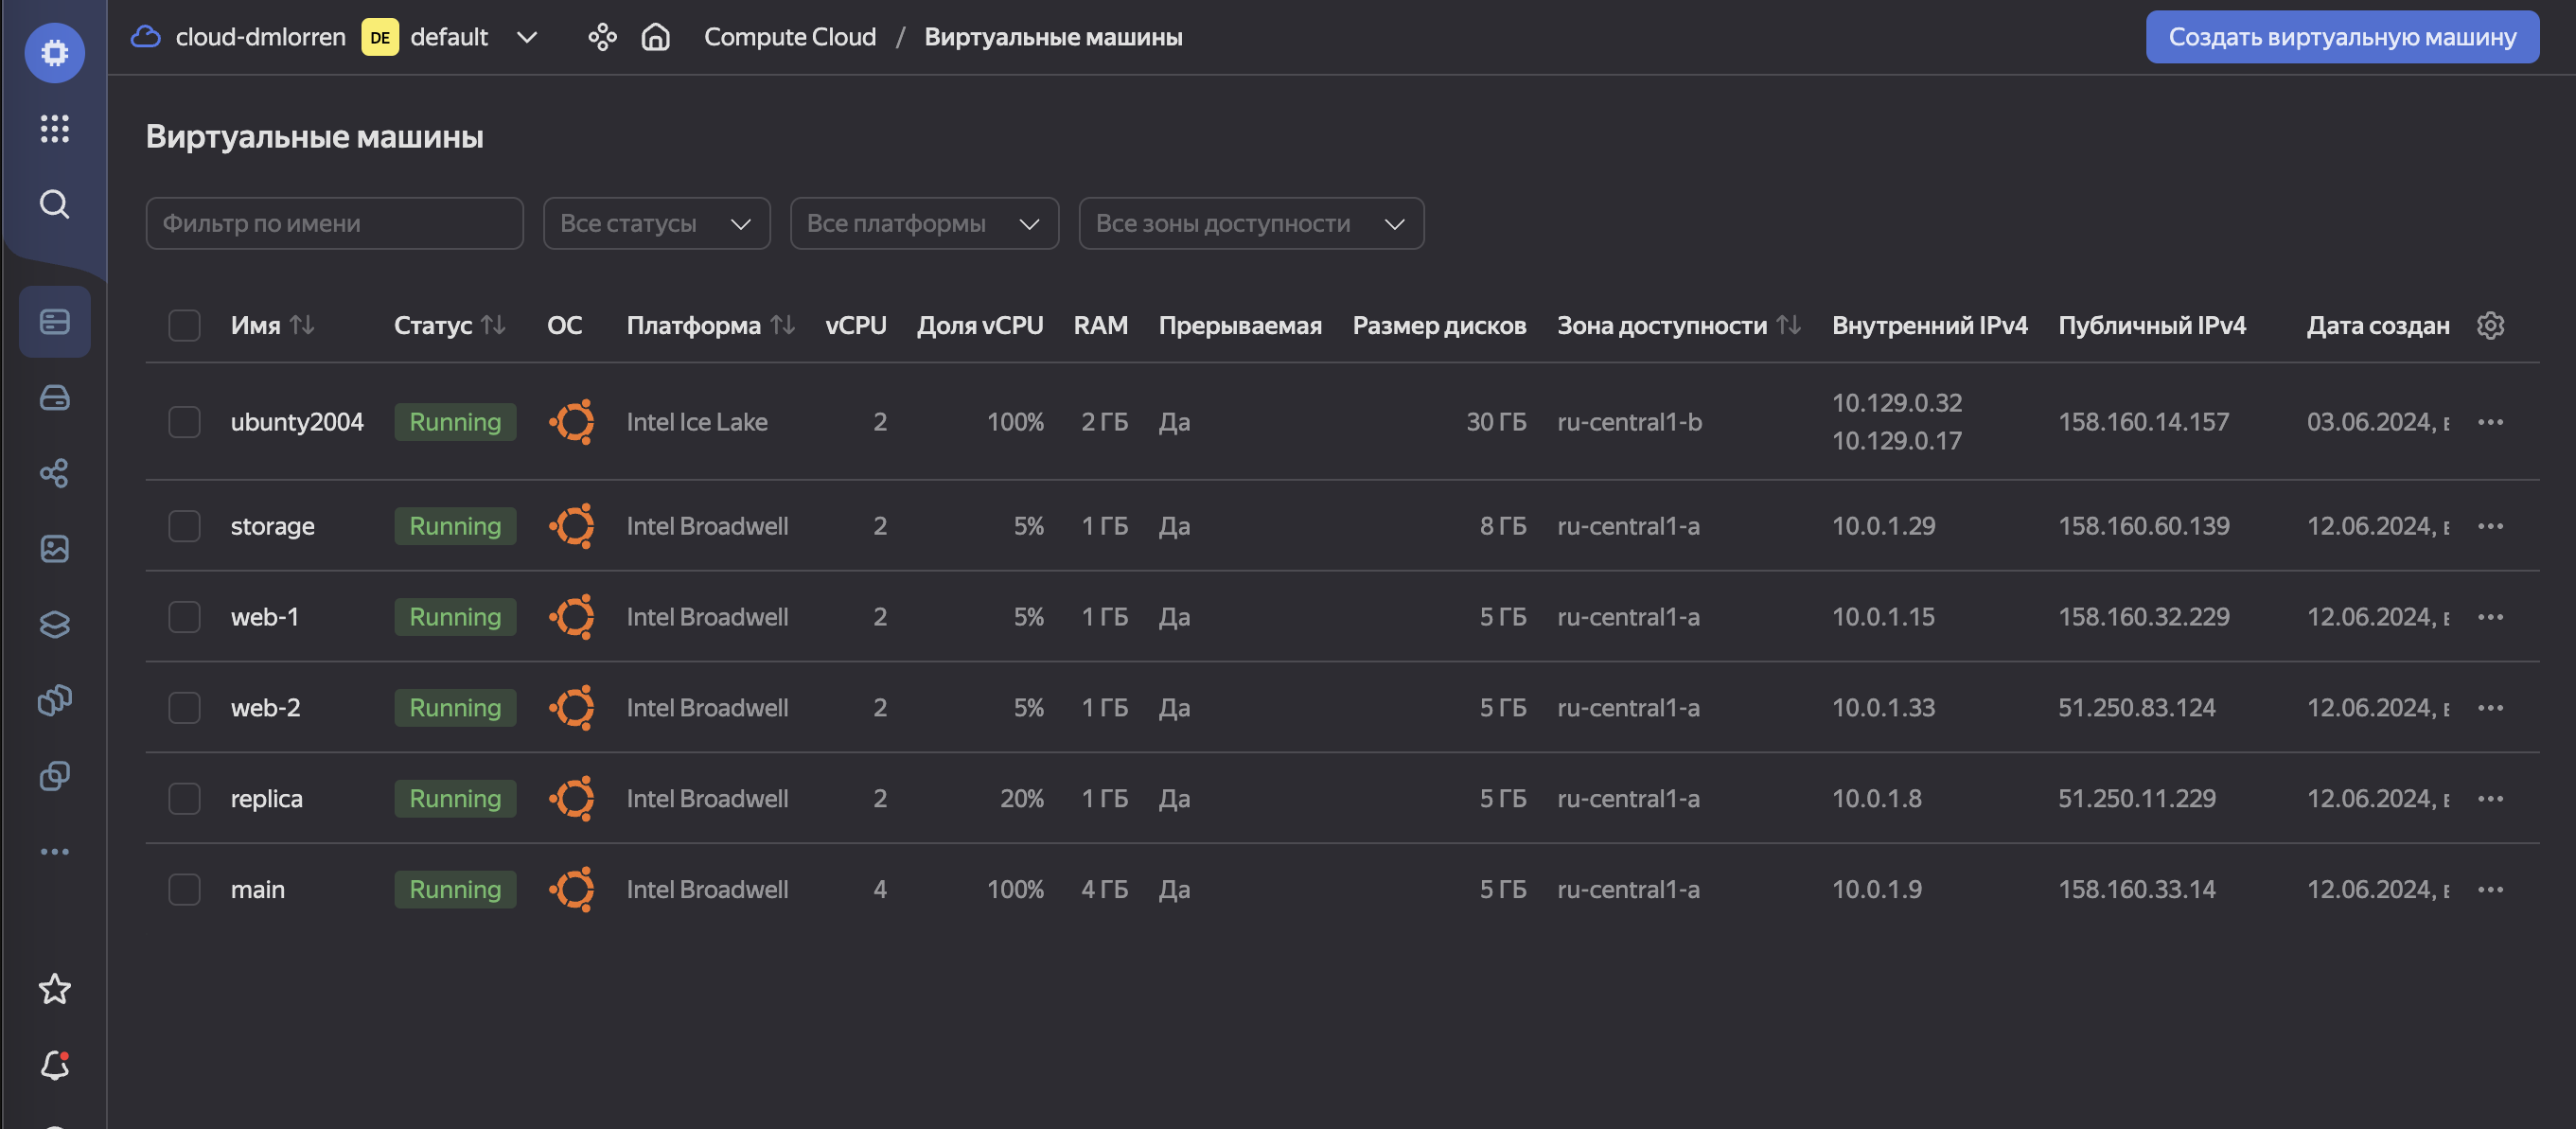 cloud-dmlorren DE default Compute Cloud / Виртуальные машины Создать виртуальную машину
Виртуальные машины
Фильтр по имени Все статусы Все платформы Все зоны доступности
Имя Статус ОС Платформа vCPU Доля vCPU RAM Прерываемая Размер дисков Зона доступности Внутренний IPv4 Публичный IPv4 Дата создан
ubunty2004 Running Intel Ice Lake 2 100% 2 ГБ Да 30 ГБ ru-central1-b 10.129.0.32 158.160.14.157 03.06.2024,
10.129.0.17
storage Running Intel Broadwell 2 5% 1 ГБ Да 8 ГБ ru-central1-a 10.0.1.29 158.160.60.139 12.06.2024,
web-1 Running Intel Broadwell 2 5% 1 ГБ Да 5 ГБ ru-central1-a 10.0.1.15 158.160.32.229 12.06.2024,
web-2 Running Intel Broadwell 2 5% 1 ГБ Да 5 ГБ ru-central1-a 10.0.1.33 51.250.83.124 12.06.2024,
replica Running Intel Broadwell 2 20% 1 ГБ Да 5 ГБ ru-central1-a 10.0.1.8 51.250.11.229 12.06.2024,
main Running Intel Broadwell 4 100% 4 ГБ Да 5 ГБ ru-central1-a 10.0.1.9 158.160.33.14 12.06.2024,